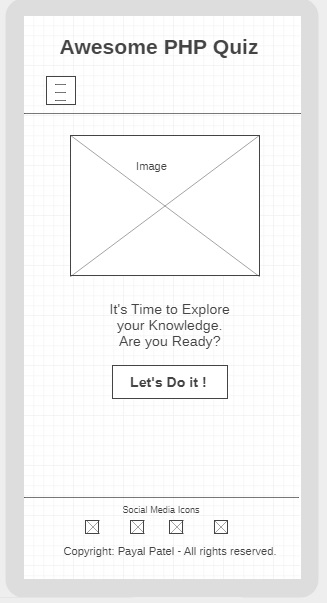 Awesome PHP Quiz
Image
It's Time to Explore
your Knowledge.
Are you Ready?
Let's Do it !
Social Media Icons
Copyright: Payal Patel - All rights reserved.